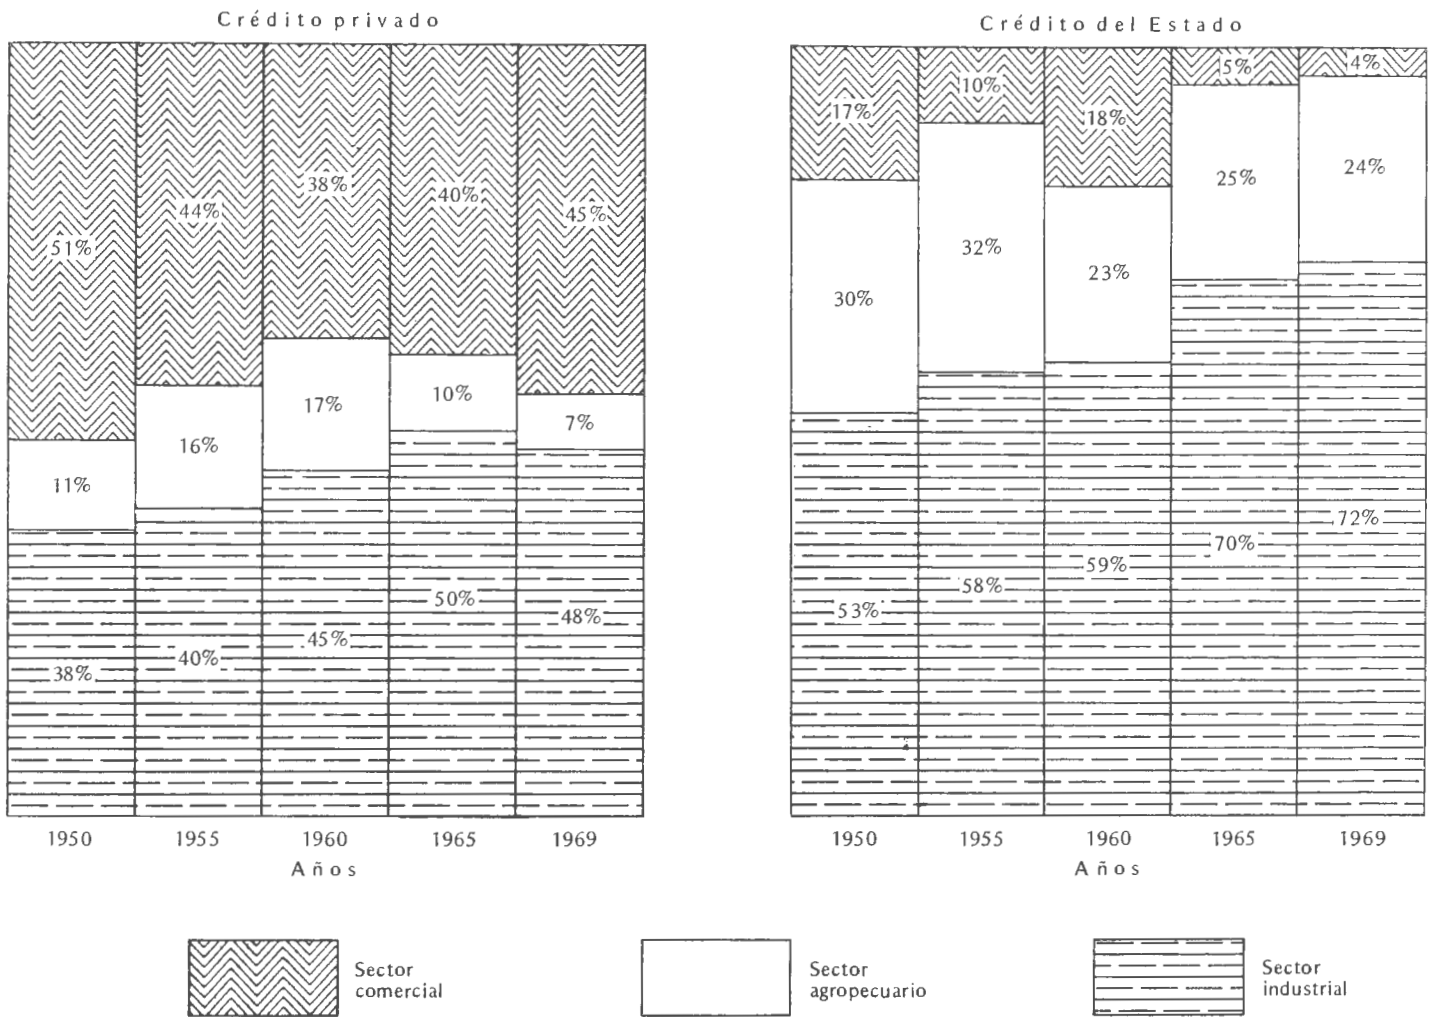 Crédito privado
51%
44%
38%
40%
45%
11%
16%
17%
10%
7%
38%
40%
45%
50%
48%
1950 1955 1960 1965 1969
Años
Crédito del Estado
17%
10%
18%
5%
4%
30%
32%
23%
25%
24%
53%
58%
59%
70%
72%
1950 1955 1960 1965 1969
Años
Sector
comercial
Sector
agropecuario
Sector
industrial